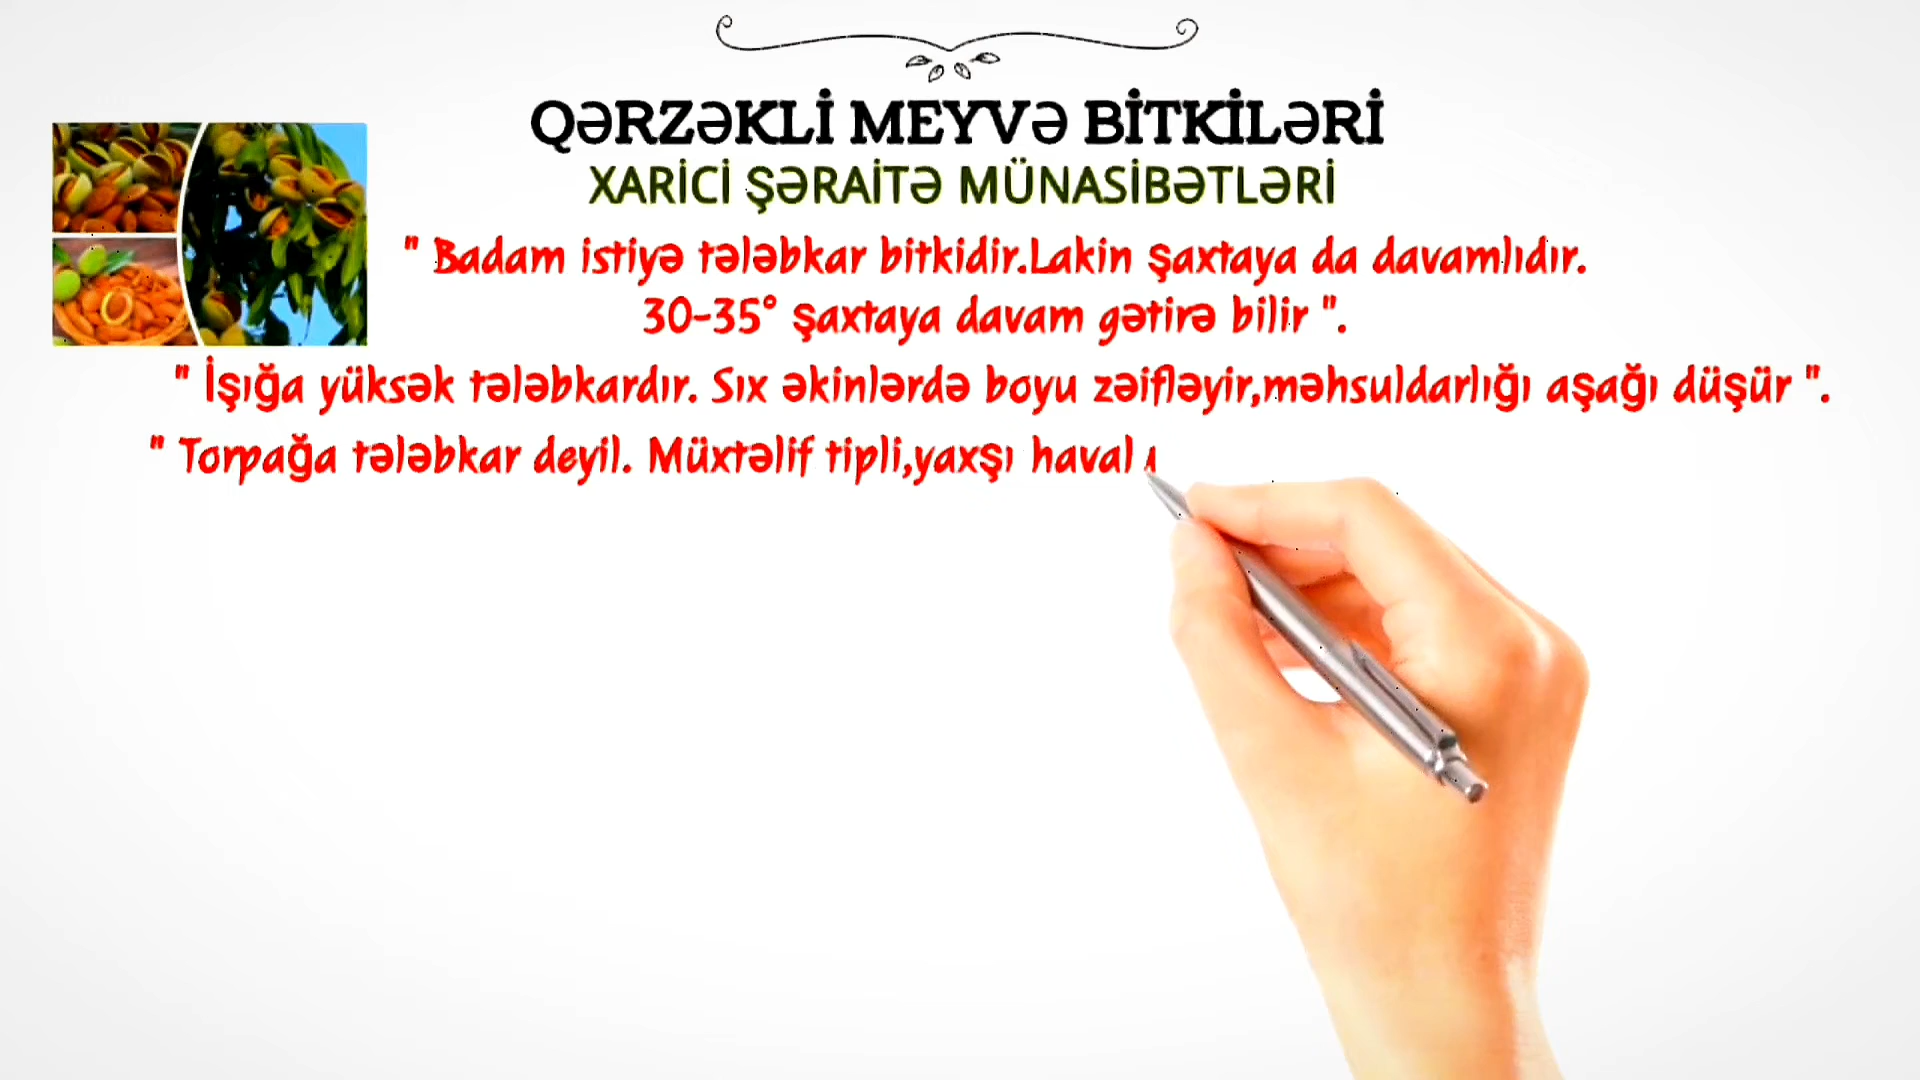 QƏRZƏKLİ MEYVƏ BİTKİLƏRİ
XARİCİ ŞƏRAİTƏ MÜNASİBƏTLƏRİ
" Badam istiyə tələbkar bitkidir.Lakin şaxtaya da davamlıdır.
30-35° şaxtaya davam gətirə bilir ".
" İşığa yüksək tələbkardır. Sıx əkinlərdə boyu zəifləyir,məhsuldarlığı aşağı düşür ".
" Torpağa tələbkar deyil. Müxtəlif tipli,yaxşı